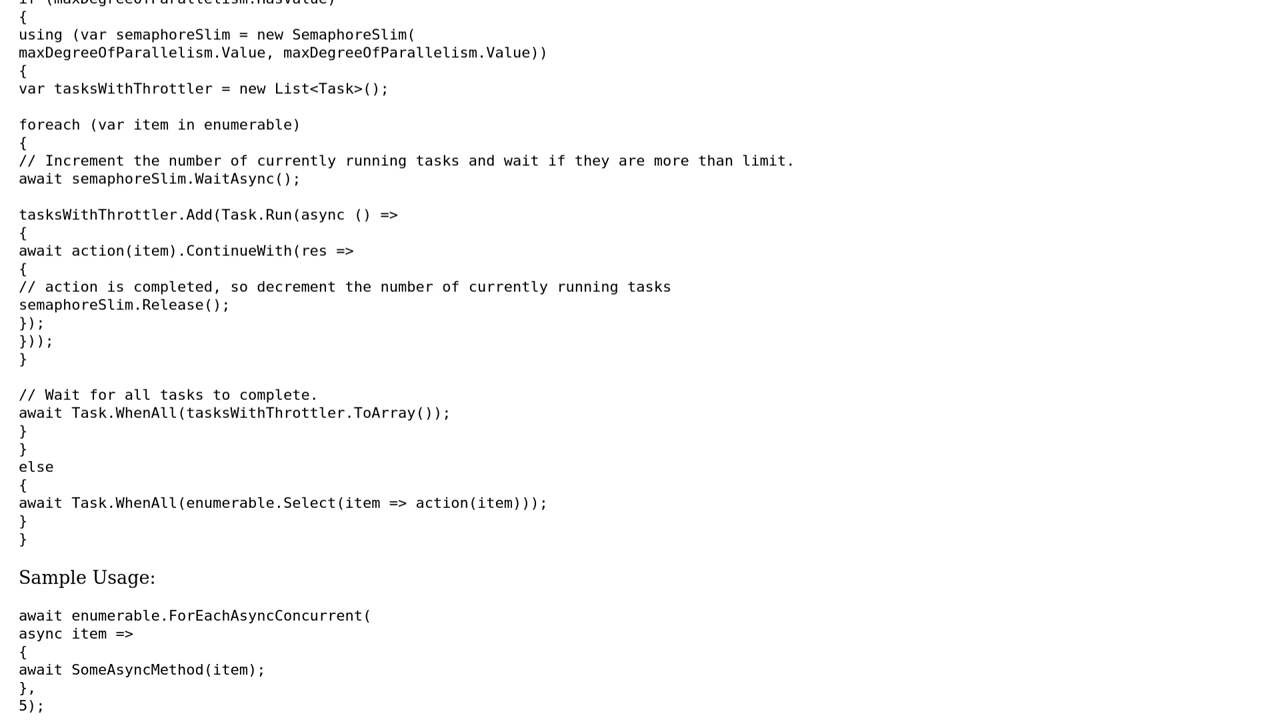 if (maxDegreeOfParallelism.HasValue)
{
using (var semaphoreSlim = new SemaphoreSlim(
maxDegreeOfParallelism.Value, maxDegreeOfParallelism.Value))
{
var tasksWithThrottler = new List<Task>();
foreach (var item in enumerable)
{
// Increment the number of currently running tasks and wait if they are more than limit.
await semaphoreSlim.WaitAsync();
tasksWithThrottler.Add(Task.Run(async () =>
{
await action(item).ContinueWith(res =>
{
// action is completed, so decrement the number of currently running tasks
semaphoreSlim.Release();
});
}));
}
// Wait for all tasks to complete.
await Task.WhenAll(tasksWithThrottler.ToArray());
}
}
else
{
await Task.WhenAll(enumerable.Select(item => action(item)));
}
}
Sample Usage:
await enumerable.ForEachAsyncConcurrent(
async item =>
{
await SomeAsyncMethod(item);
},
5);